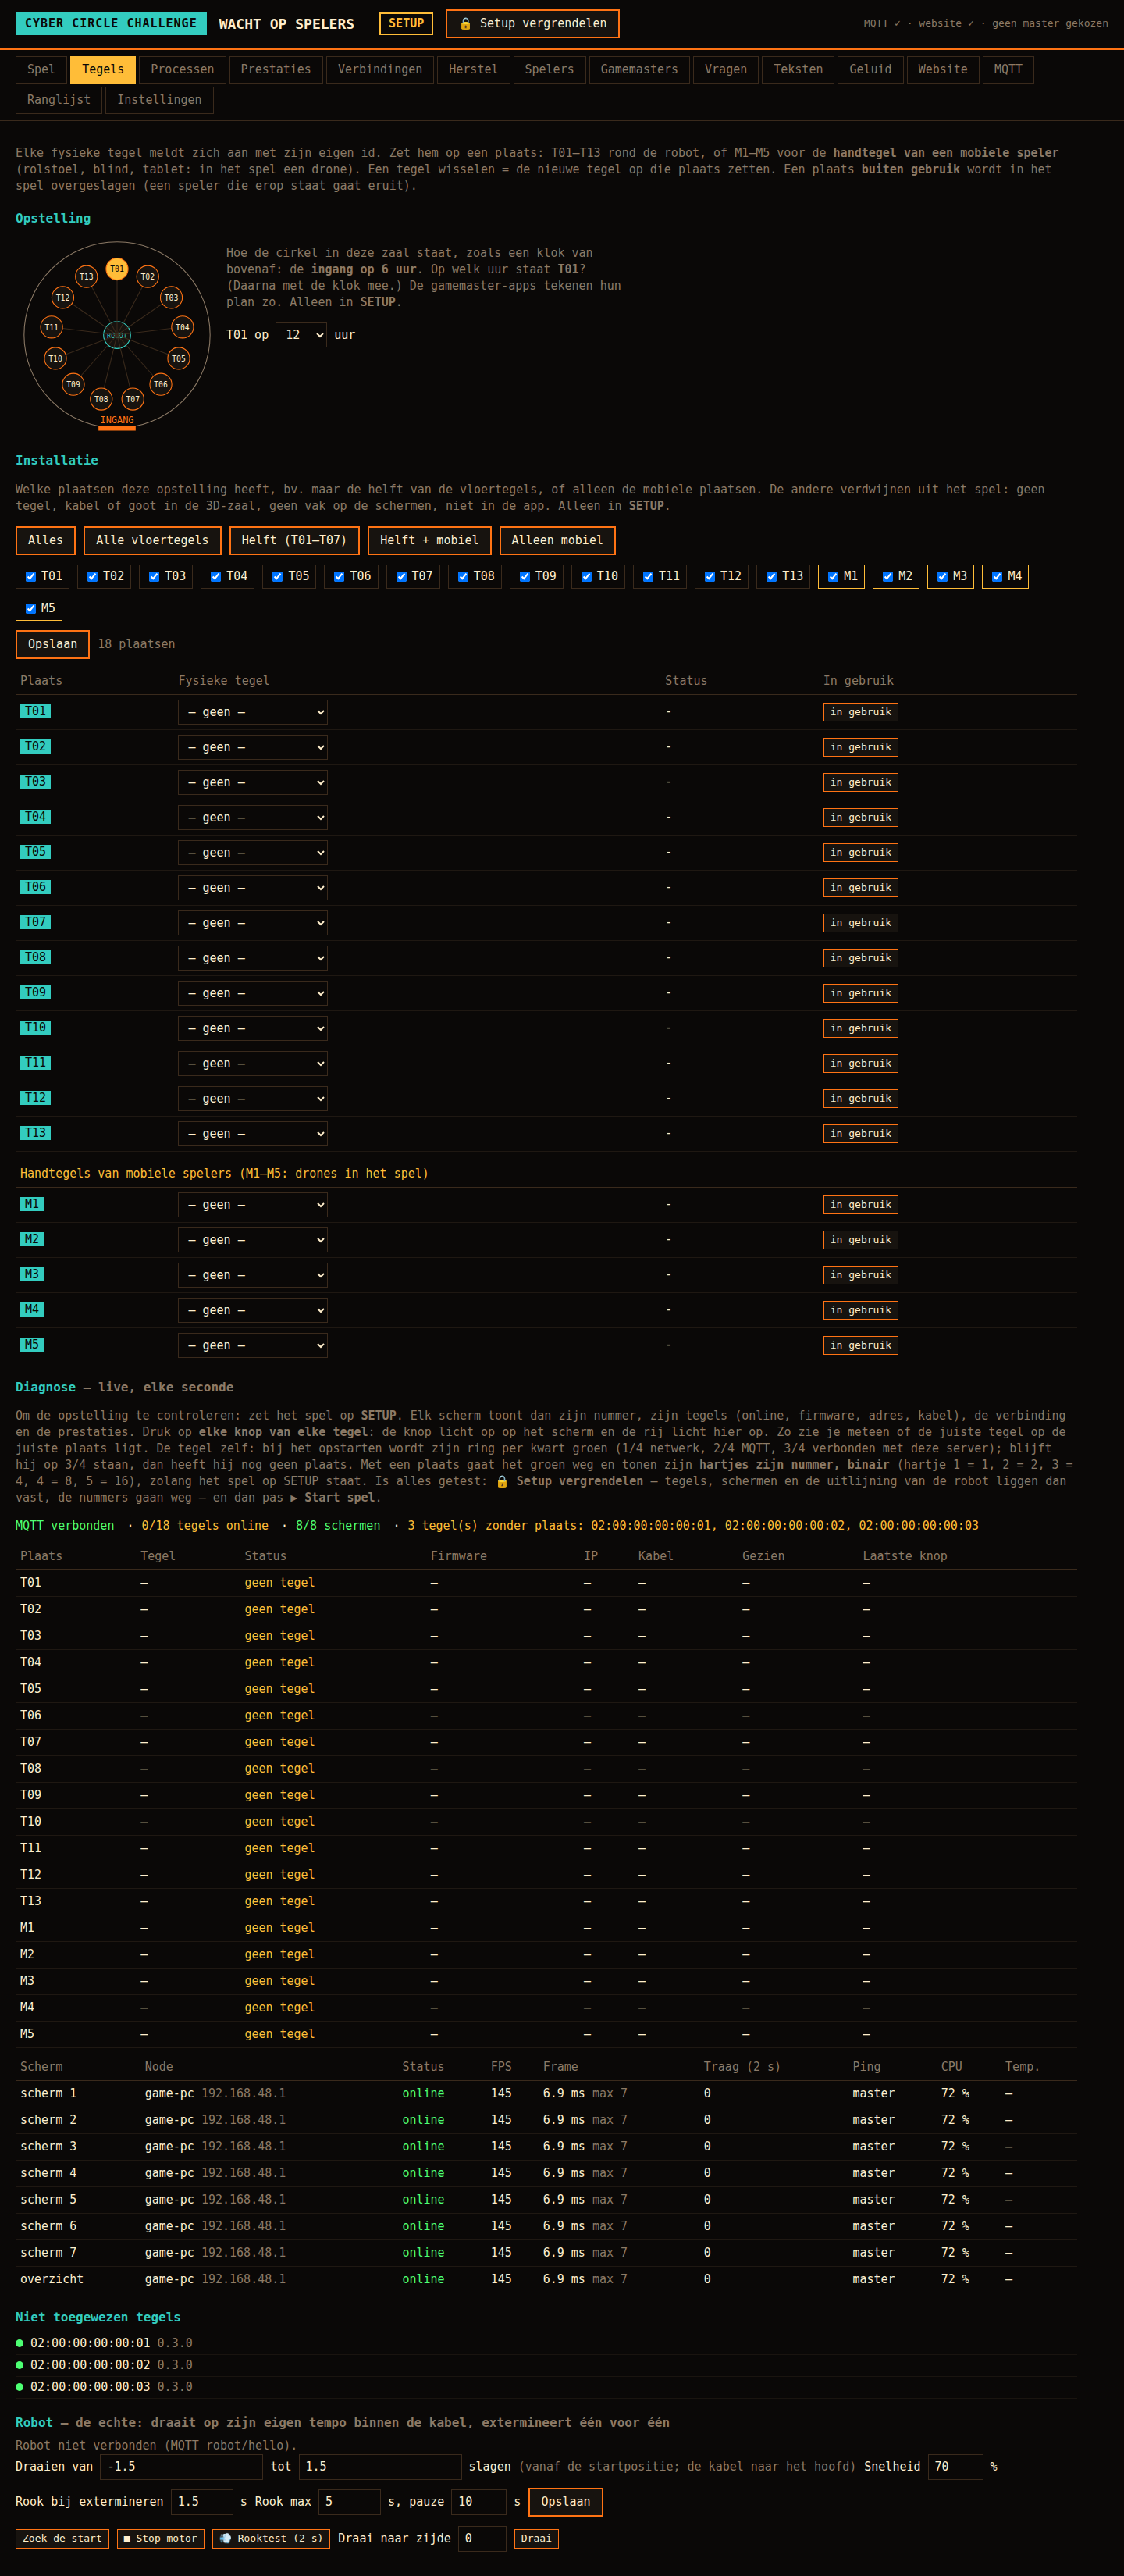 CYBER CIRCLE CHALLENGE WACHT OP SPELERS SETUP 🔒 Setup vergrendelen MQTT ✓ · website ✓ · geen master gekozen
Spel Tegels Processen Prestaties Verbindingen Herstel Spelers Gamemasters Vragen Teksten Geluid Website MQTT
Ranglijst Instellingen
Elke fysieke tegel meldt zich aan met zijn eigen id. Zet hem op een plaats: T01–T13 rond de robot, of M1–M5 voor de handtegel van een mobiele speler
(rolstoel, blind, tablet: in het spel een drone). Een tegel wisselen = de nieuwe tegel op die plaats zetten. Een plaats buiten gebruik wordt in het
spel overgeslagen (een speler die erop staat gaat eruit).
Opstelling
T01
T13 T02
T12 T03
T11 T04
ROBOT
T10 T05
T09 T06
T08 T07
INGANG
Hoe de cirkel in deze zaal staat, zoals een klok van
bovenaf: de ingang op 6 uur. Op welk uur staat T01?
(Daarna met de klok mee.) De gamemaster-apps tekenen hun
plan zo. Alleen in SETUP.
T01 op 12 uur
Installatie
Welke plaatsen deze opstelling heeft, bv. maar de helft van de vloertegels, of alleen de mobiele plaatsen. De andere verdwijnen uit het spel: geen
tegel, kabel of goot in de 3D-zaal, geen vak op de schermen, niet in de app. Alleen in SETUP.
Alles Alle vloertegels Helft (T01–T07) Helft + mobiel Alleen mobiel
T01 T02 T03 T04 T05 T06 T07 T08 T09 T10 T11 T12 T13 M1 M2 M3 M4
M5
Opslaan 18 plaatsen
Plaats Fysieke tegel Status In gebruik
T01 — geen — - in gebruik
T02 — geen — - in gebruik
T03 — geen — - in gebruik
T04 — geen — - in gebruik
T05 — geen — - in gebruik
T06 — geen — - in gebruik
T07 — geen — - in gebruik
T08 — geen — - in gebruik
T09 — geen — - in gebruik
T10 — geen — - in gebruik
T11 — geen — - in gebruik
T12 — geen — - in gebruik
T13 — geen — - in gebruik
Handtegels van mobiele spelers (M1–M5: drones in het spel)
M1 — geen — - in gebruik
M2 — geen — - in gebruik
M3 — geen — - in gebruik
M4 — geen — - in gebruik
M5 — geen — - in gebruik
Diagnose — live, elke seconde
Om de opstelling te controleren: zet het spel op SETUP. Elk scherm toont dan zijn nummer, zijn tegels (online, firmware, adres, kabel), de verbinding
en de prestaties. Druk op elke knop van elke tegel: de knop licht op op het scherm en de rij licht hier op. Zo zie je meteen of de juiste tegel op de
juiste plaats ligt. De tegel zelf: bij het opstarten wordt zijn ring per kwart groen (1/4 netwerk, 2/4 MQTT, 3/4 verbonden met deze server); blijft
hij op 3/4 staan, dan heeft hij nog geen plaats. Met een plaats gaat het groen weg en tonen zijn hartjes zijn nummer, binair (hartje 1 = 1, 2 = 2, 3 =
4, 4 = 8, 5 = 16), zolang het spel op SETUP staat. Is alles getest: 🔒 Setup vergrendelen — tegels, schermen en de uitlijning van de robot liggen dan
vast, de nummers gaan weg — en dan pas ▶ Start spel.
MQTT verbonden · 0/18 tegels online · 8/8 schermen · 3 tegel(s) zonder plaats: 02:00:00:00:00:01, 02:00:00:00:00:02, 02:00:00:00:00:03
Plaats Tegel Status Firmware IP Kabel Gezien Laatste knop
T01 — geen tegel — — — — —
T02 — geen tegel — — — — —
T03 — geen tegel — — — — —
T04 — geen tegel — — — — —
T05 — geen tegel — — — — —
T06 — geen tegel — — — — —
T07 — geen tegel — — — — —
T08 — geen tegel — — — — —
T09 — geen tegel — — — — —
T10 — geen tegel — — — — —
T11 — geen tegel — — — — —
T12 — geen tegel — — — — —
T13 — geen tegel — — — — —
M1 — geen tegel — — — — —
M2 — geen tegel — — — — —
M3 — geen tegel — — — — —
M4 — geen tegel — — — — —
M5 — geen tegel — — — — —
Scherm Node Status FPS Frame Traag (2 s) Ping CPU Temp.
scherm 1 game-pc 192.168.48.1 online 145 6.9 ms max 7 0 master 72 % —
scherm 2 game-pc 192.168.48.1 online 145 6.9 ms max 7 0 master 72 % —
scherm 3 game-pc 192.168.48.1 online 145 6.9 ms max 7 0 master 72 % —
scherm 4 game-pc 192.168.48.1 online 145 6.9 ms max 7 0 master 72 % —
scherm 5 game-pc 192.168.48.1 online 145 6.9 ms max 7 0 master 72 % —
scherm 6 game-pc 192.168.48.1 online 145 6.9 ms max 7 0 master 72 % —
scherm 7 game-pc 192.168.48.1 online 145 6.9 ms max 7 0 master 72 % —
overzicht game-pc 192.168.48.1 online 145 6.9 ms max 7 0 master 72 % —
Niet toegewezen tegels
02:00:00:00:00:01 0.3.0
02:00:00:00:00:02 0.3.0
02:00:00:00:00:03 0.3.0
Robot — de echte: draait op zijn eigen tempo binnen de kabel, extermineert één voor één
Robot niet verbonden (MQTT robot/hello).
Draaien van -1.5 tot 1.5 slagen (vanaf de startpositie; de kabel naar het hoofd) Snelheid 70 %
Rook bij extermineren 1.5 s Rook max 5 s, pauze 10 s Opslaan
Zoek de start ■ Stop motor 💨 Rooktest (2 s) Draai naar zijde 0 Draai